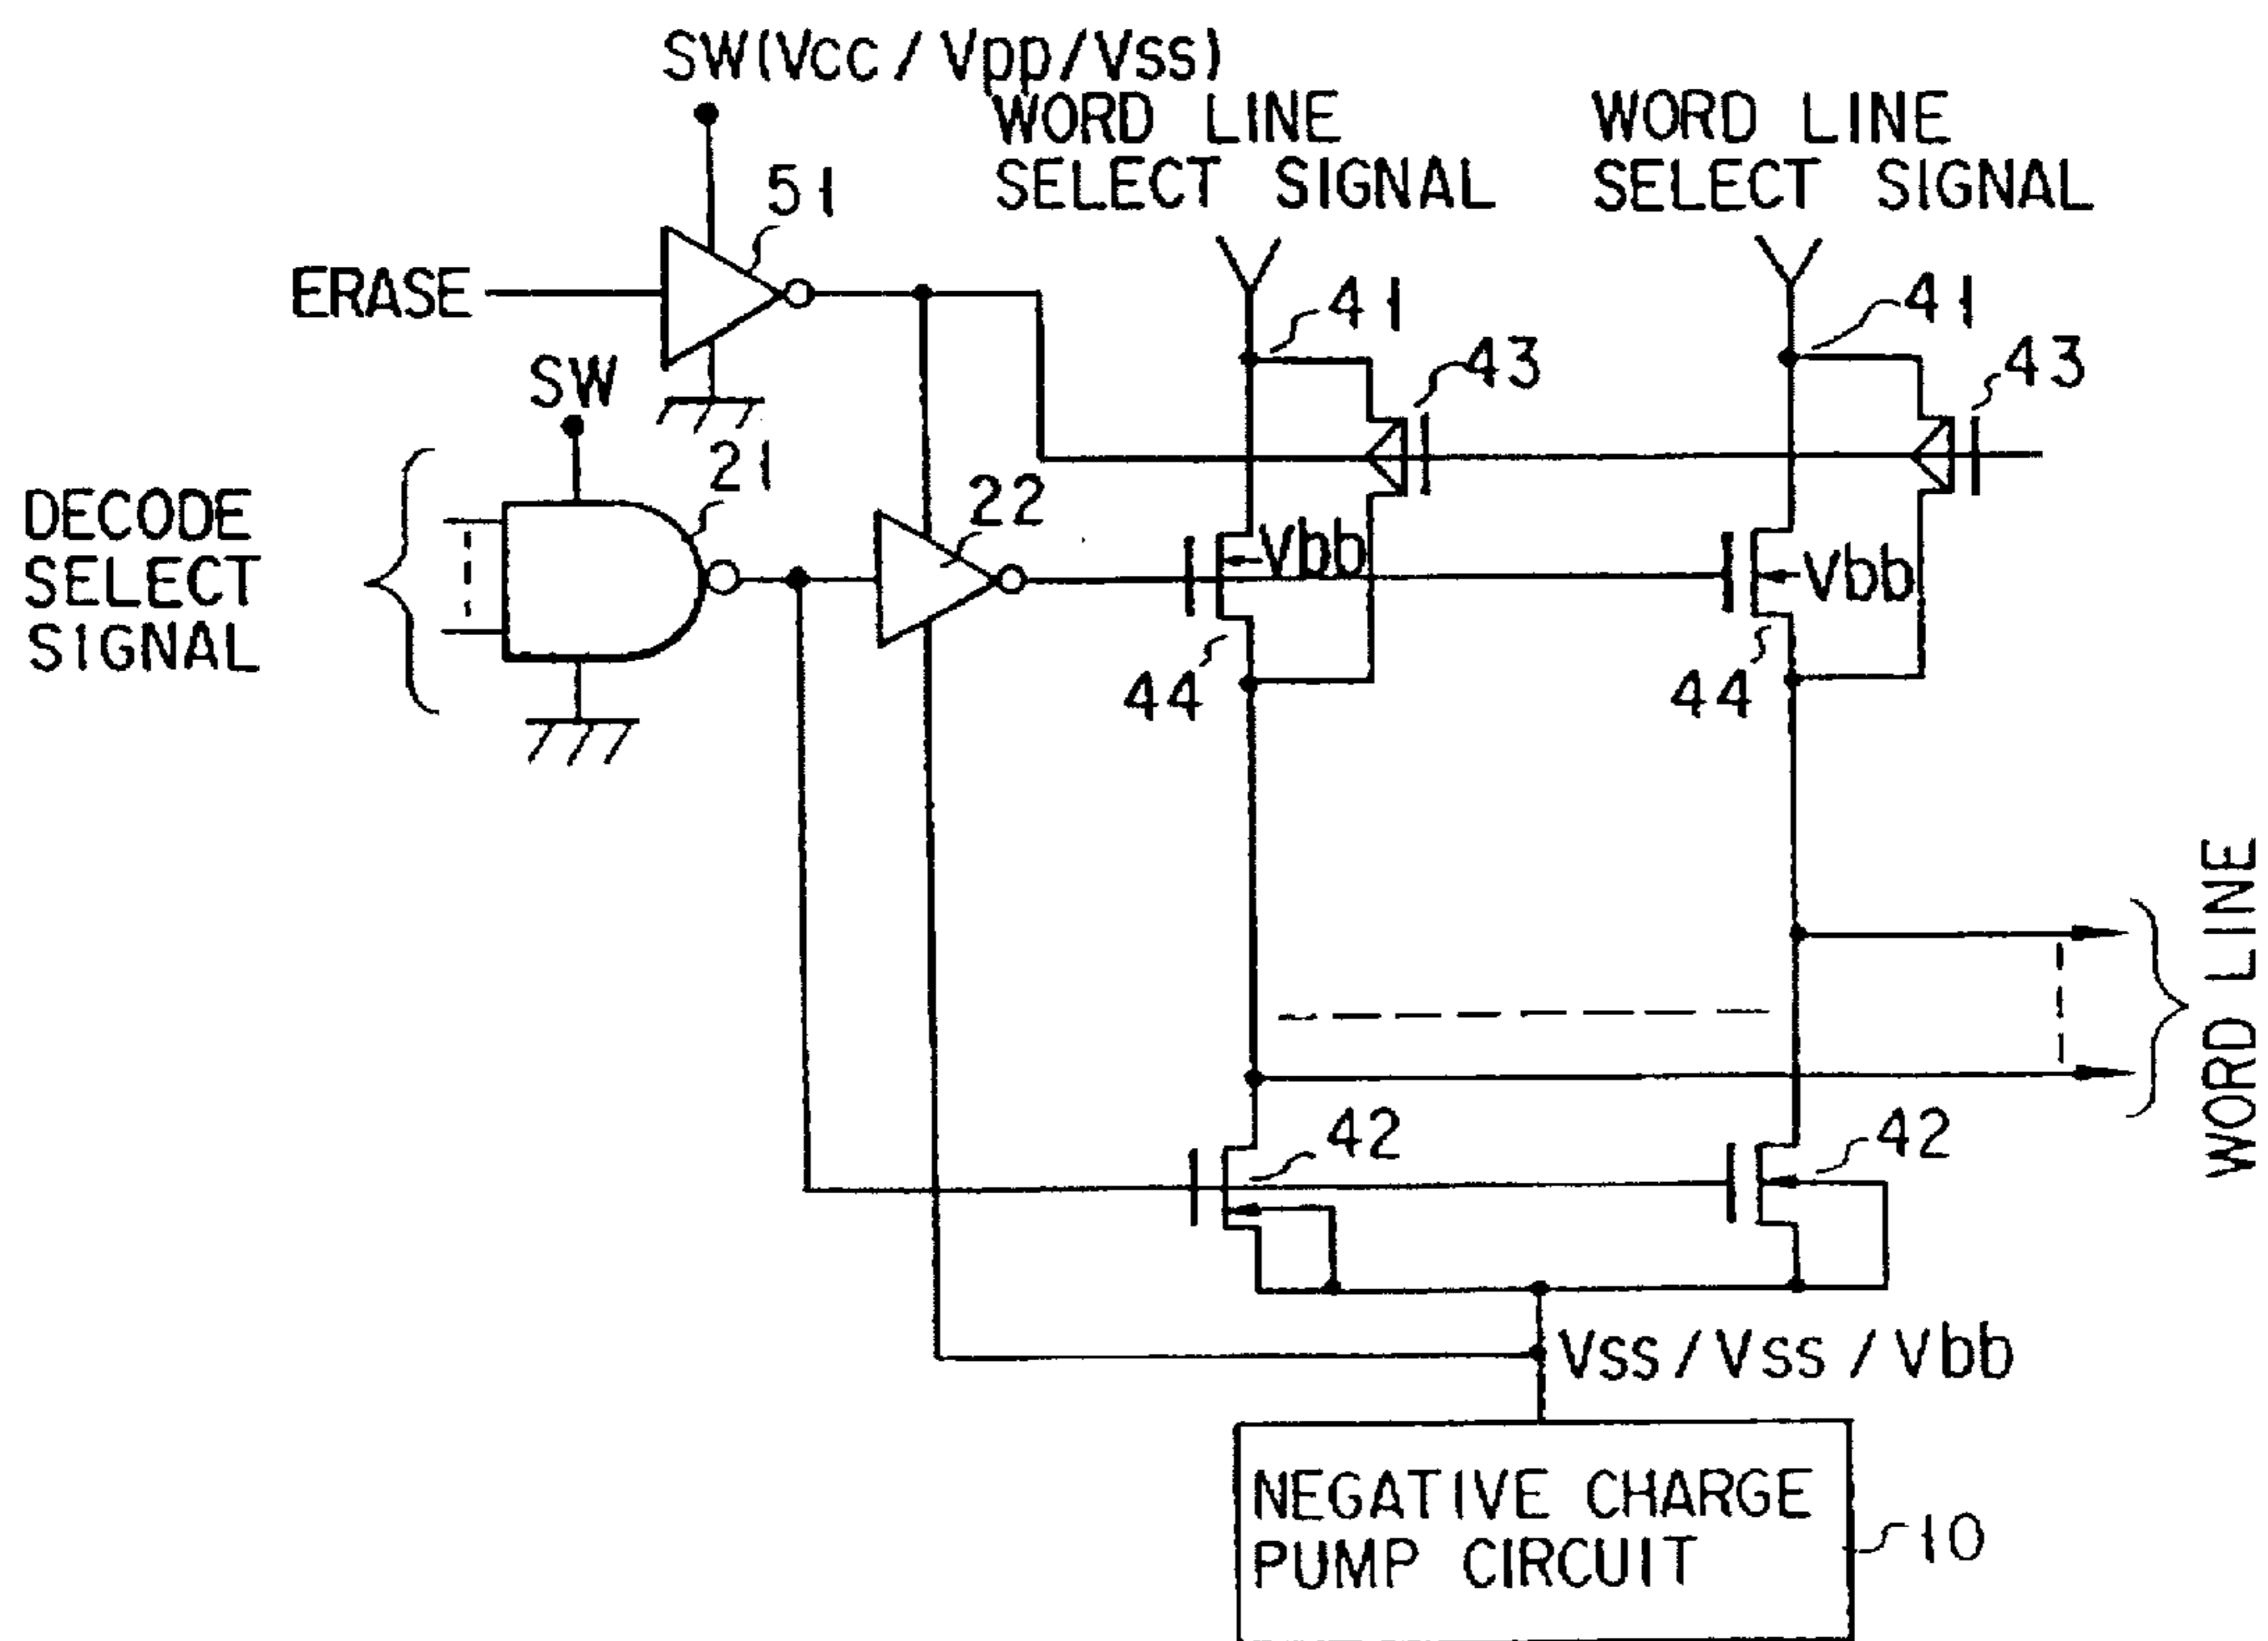 SW(Vcc / Vpp/Vss)
WORD LINE
SELECT SIGNAL
WORD LINE
SELECT SIGNAL
51
ERASE
41
41
43
43
SW
21
DECODE
SELECT
SIGNAL
22
Vbb
Vbb
44
44
WORD LINE
42
42
Vss / Vss / Vbb
NEGATIVE CHARGE
PUMP CIRCUIT
10